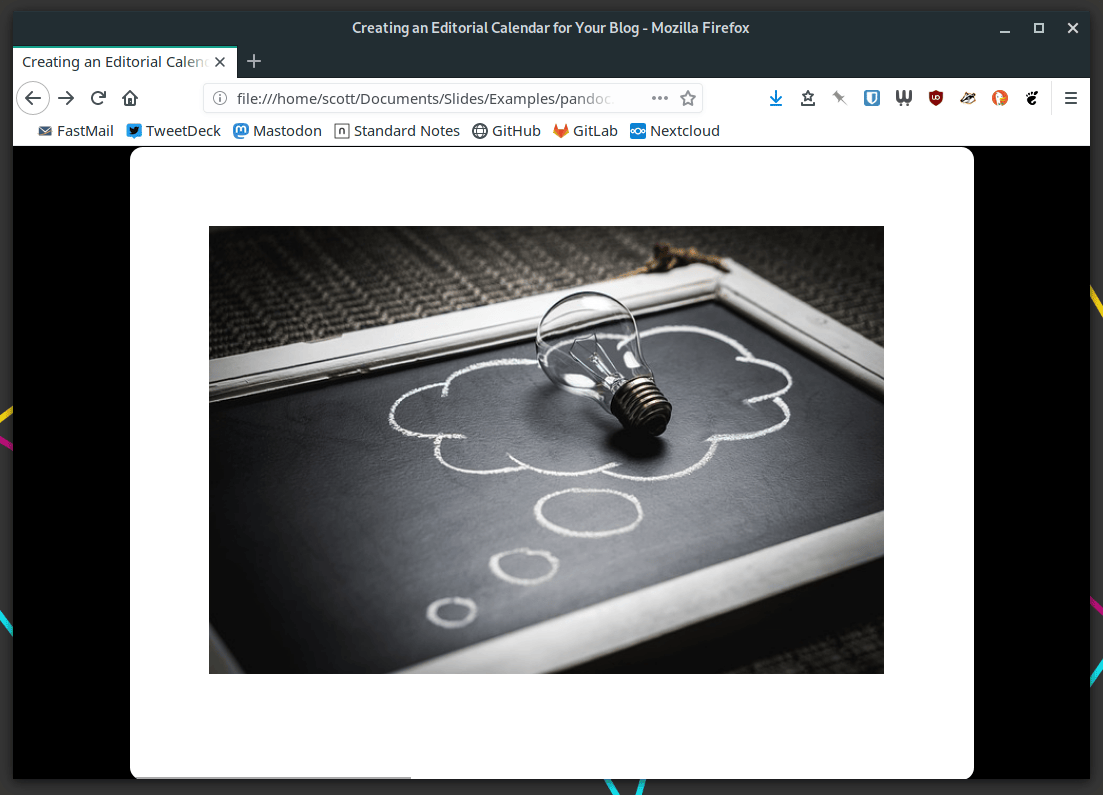 Creating an Editorial Calendar for Your Blog - Mozilla Firefox
Creating an Editorial Calen
file:///home/scott/Documents/Slides/Examples/pandoc.
FastMail TweetDeck Mastodon Standard Notes GitHub GitLab Nextcloud